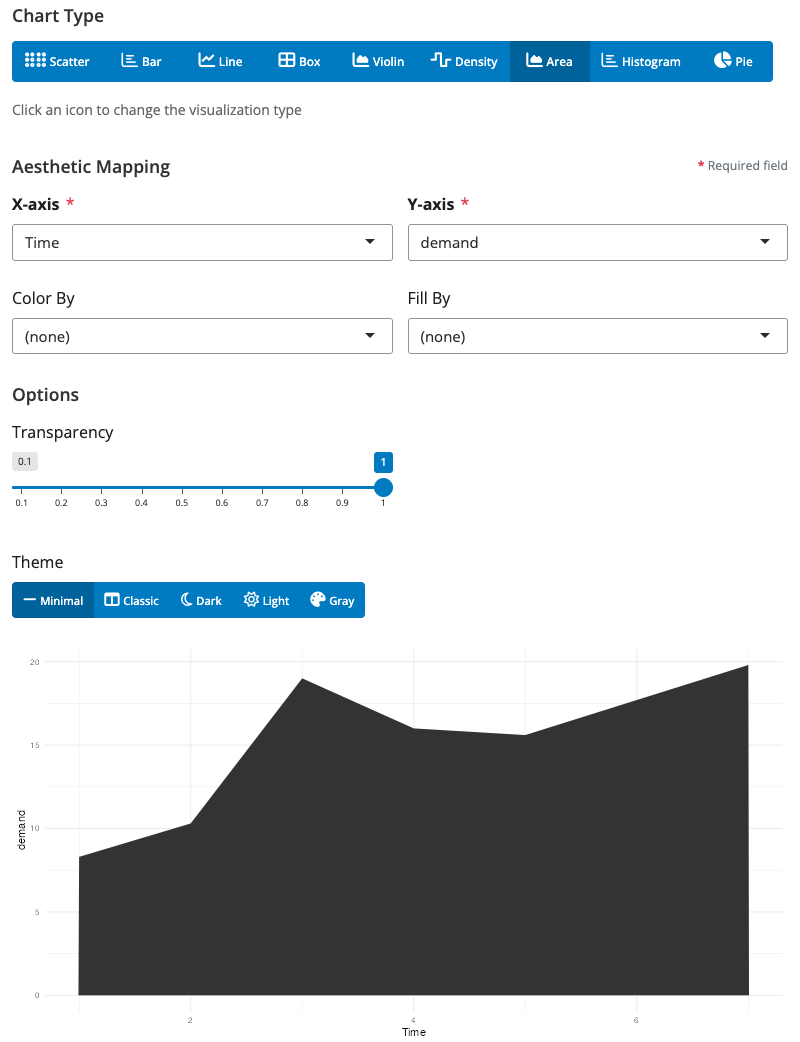 Chart Type
Scatter Bar Line Box Violin Density Area Histogram Pie
Click an icon to change the visualization type
Aesthetic Mapping * Required field
X-axis * Y-axis *
Time demand
Color By Fill By
(none) (none)
Options
Transparency
0.1 1
0.1 0.2 0.3 0.4 0.5 0.6 0.7 0.8 0.9 1
Theme
Minimal Classic Dark Light Gray
20
15
10
5
0
demand
2 4 6
Time